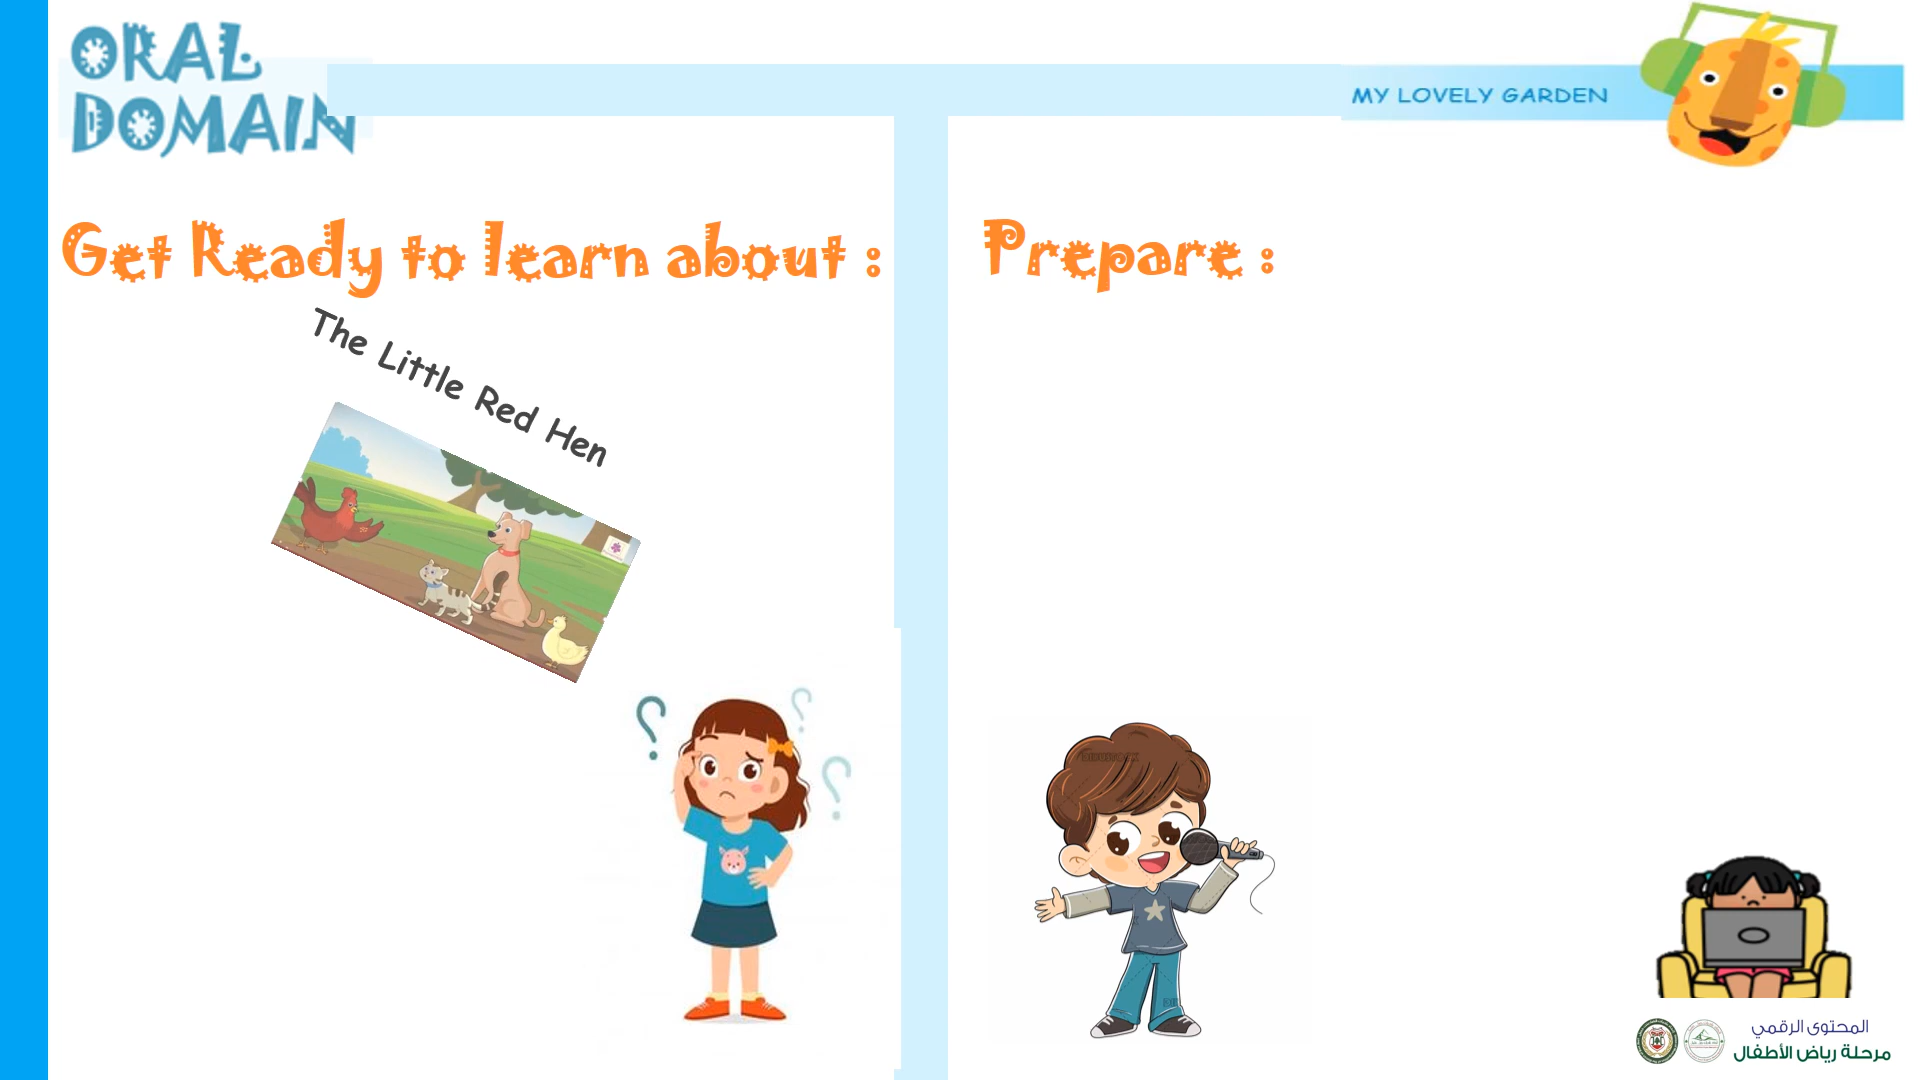 ORAL
DOMAIN
MY LOVELY GARDEN
Get Ready to learn about :
The Little Red Hen
Prepare :
المحتوى الرقمي
مرحلة رياض الأطفال